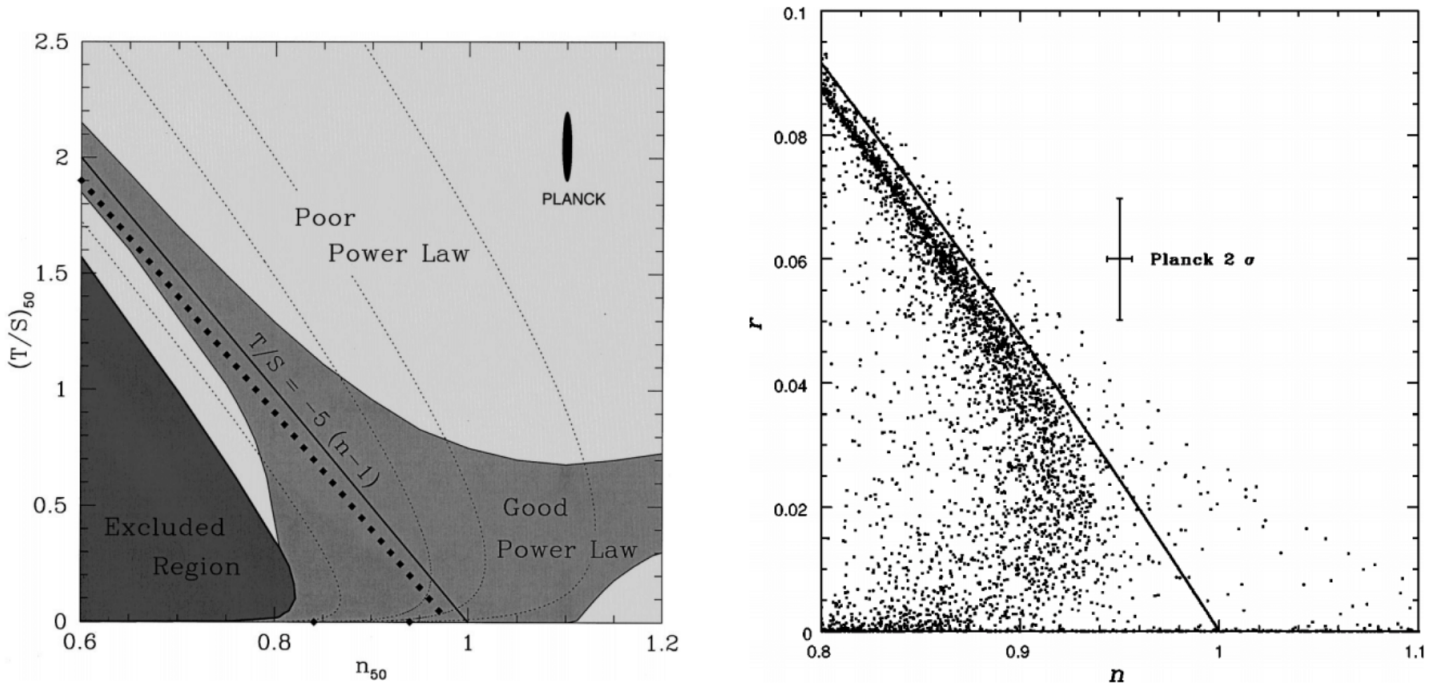 2.5
2
1.5
1
0.5
0
(T/S)₅₀
0.6
0.8
1
1.2
n₅₀
PLANCK
Poor
Power Law
T/S = -5 (n-1)
Good
Power Law
Excluded
Region
0.1
0.08
0.06
0.04
0.02
0
r
0.8
0.9
1
1.1
n
Planck 2 σ